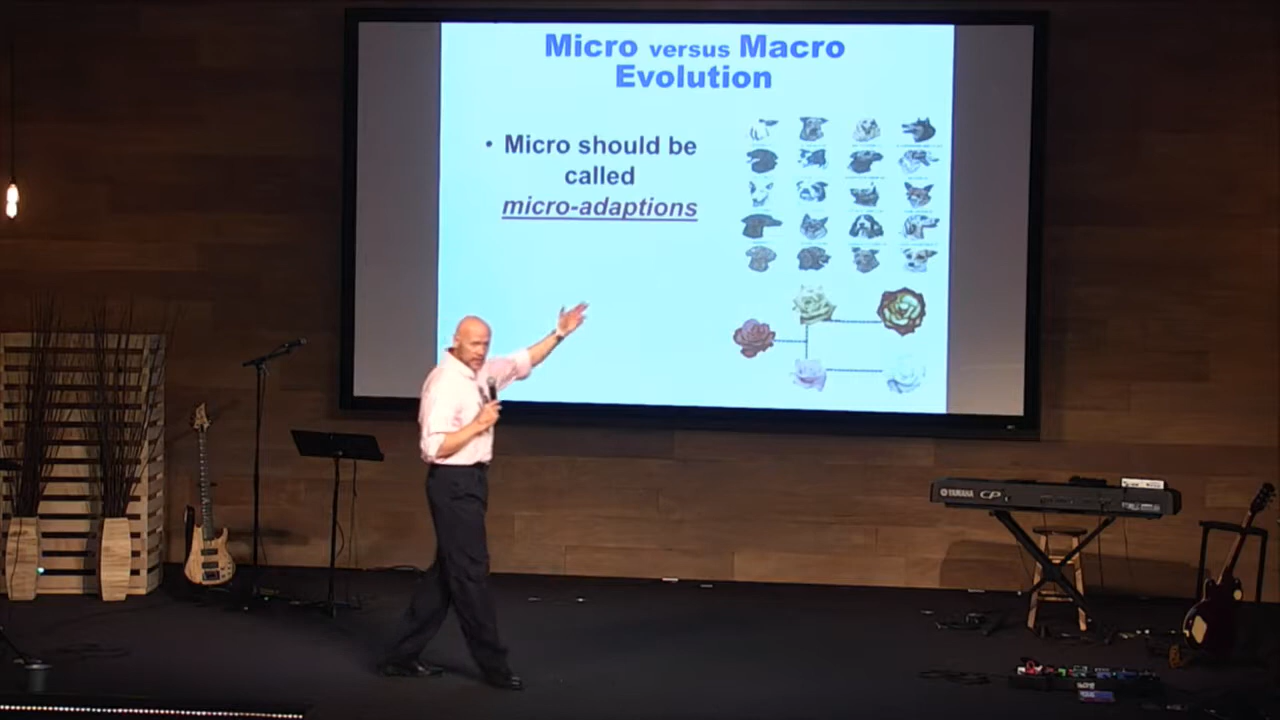 Micro versus Macro
Evolution
• Micro should be
called
micro-adaptions
YAMAHA CP